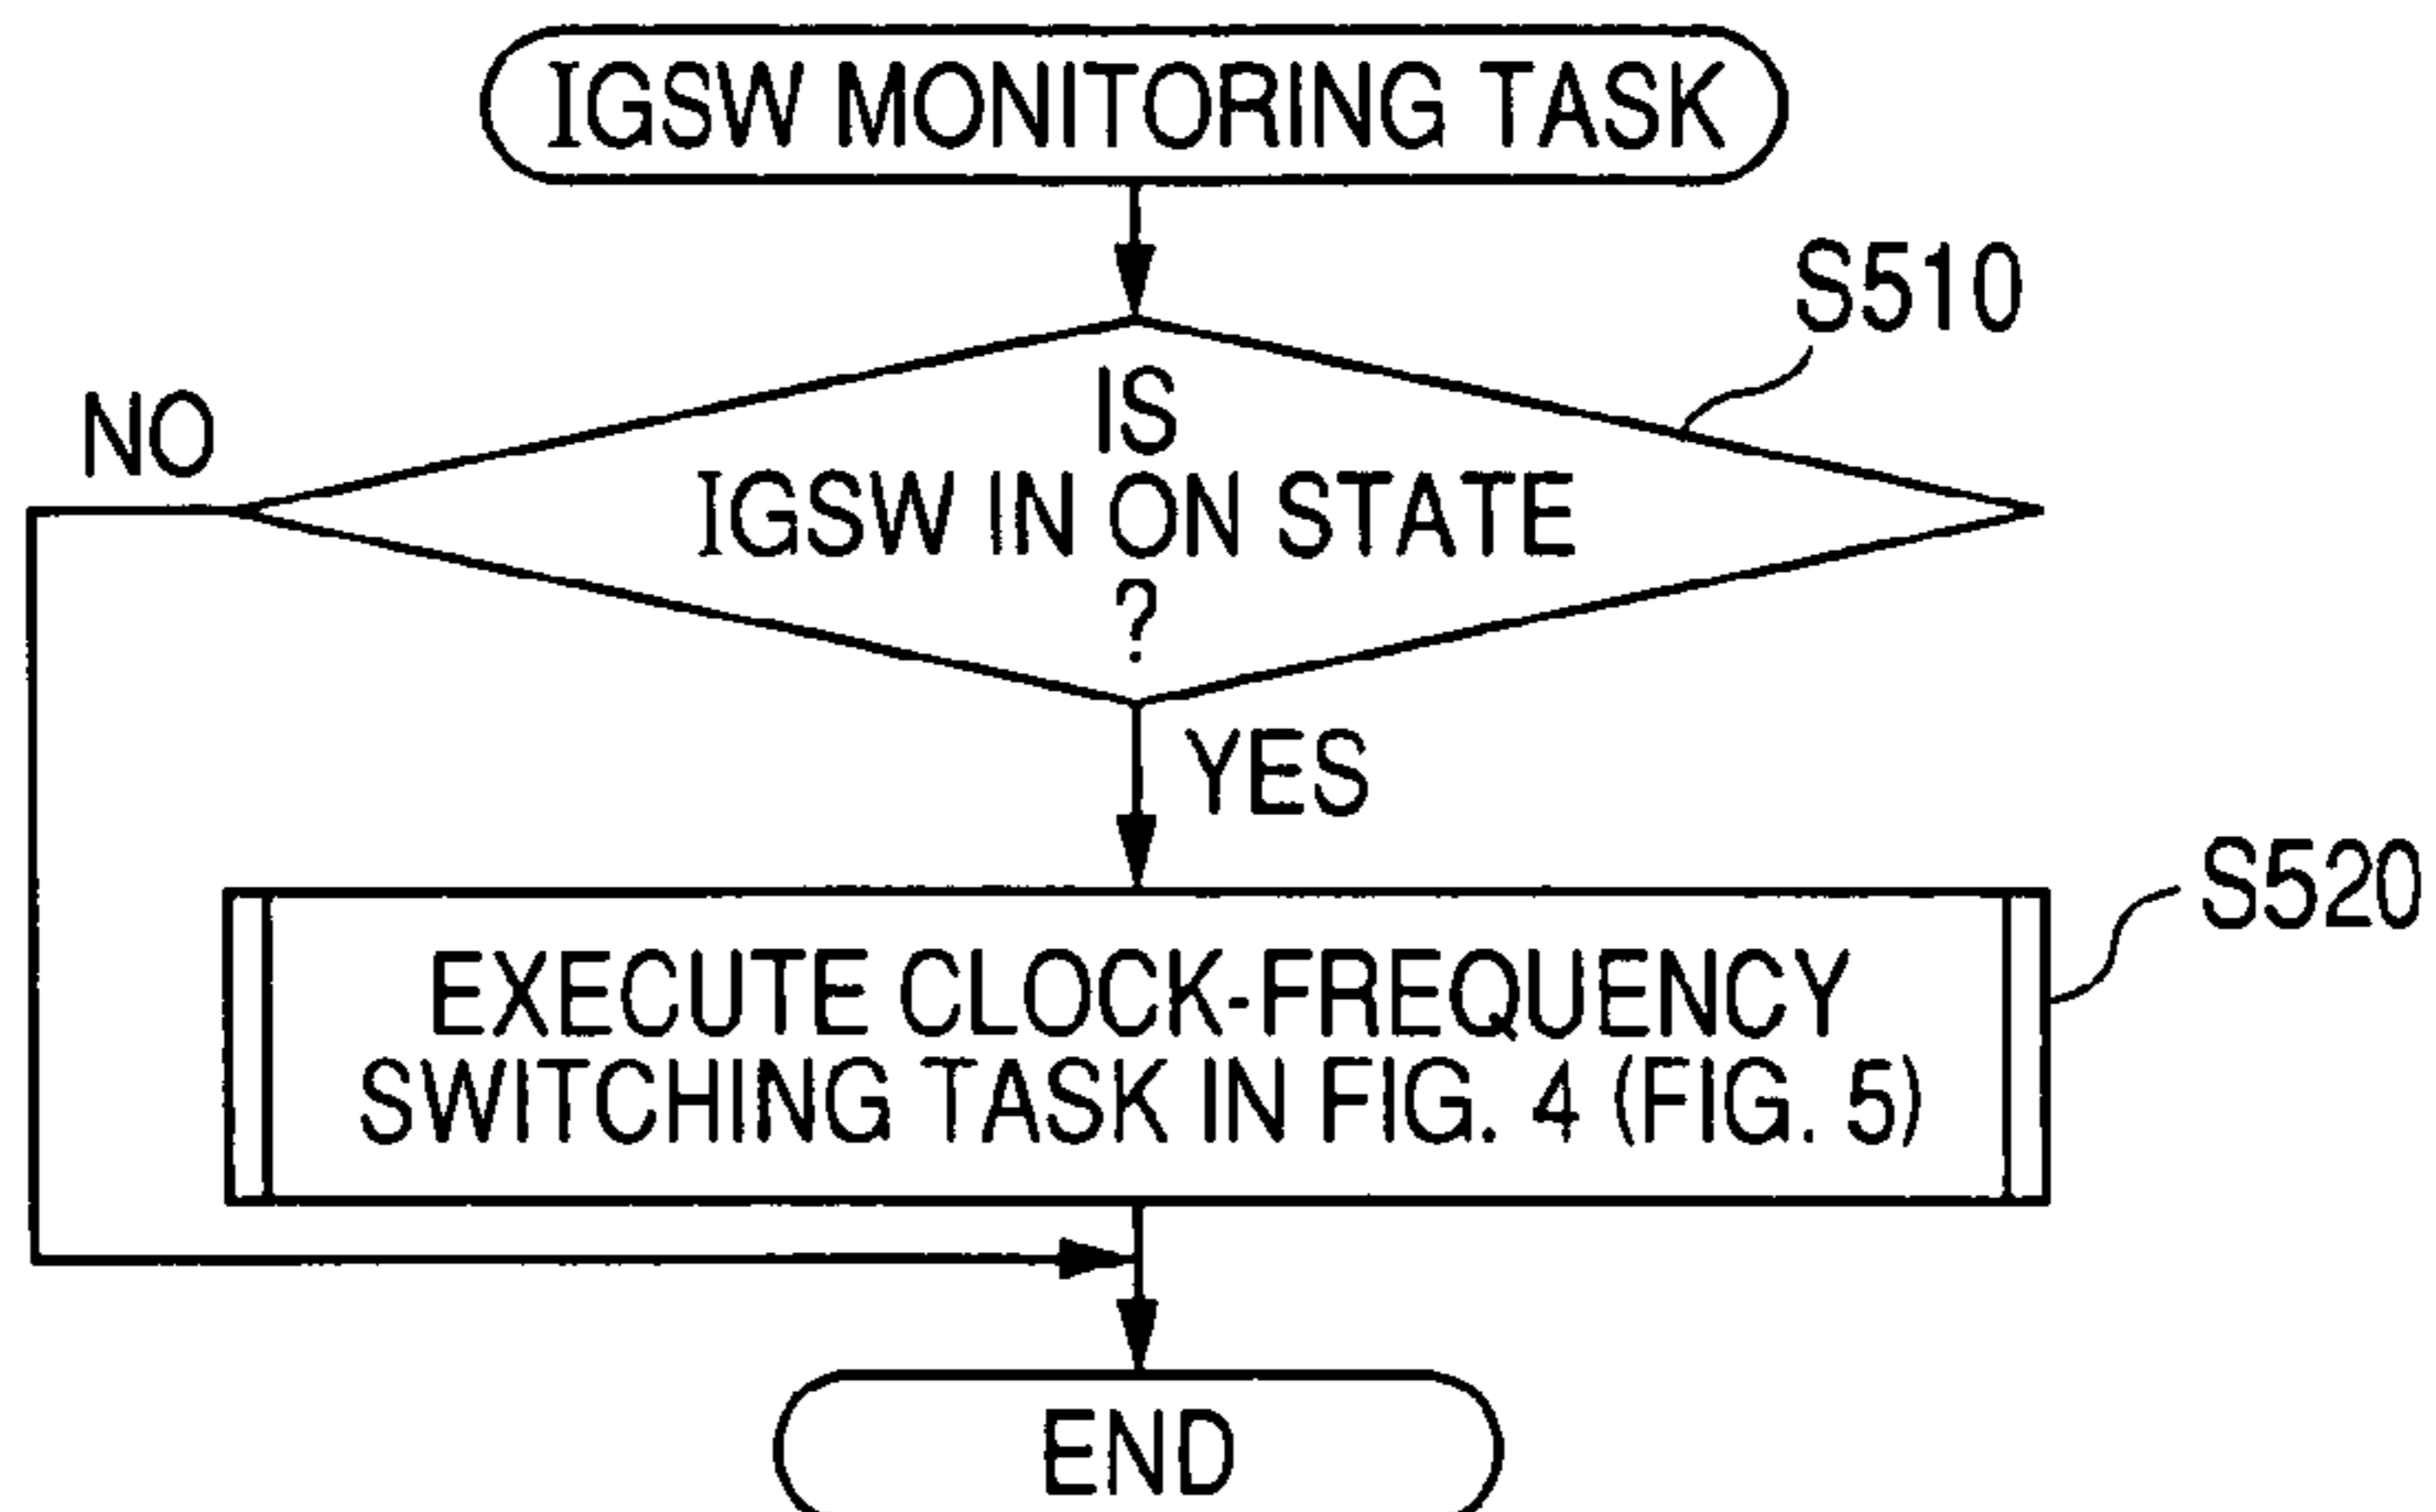 IGSW MONITORING TASK
S510
IS
IGSW IN ON STATE
?
NO
YES
S520
EXECUTE CLOCK-FREQUENCY
SWITCHING TASK IN FIG. 4 (FIG. 5)
END